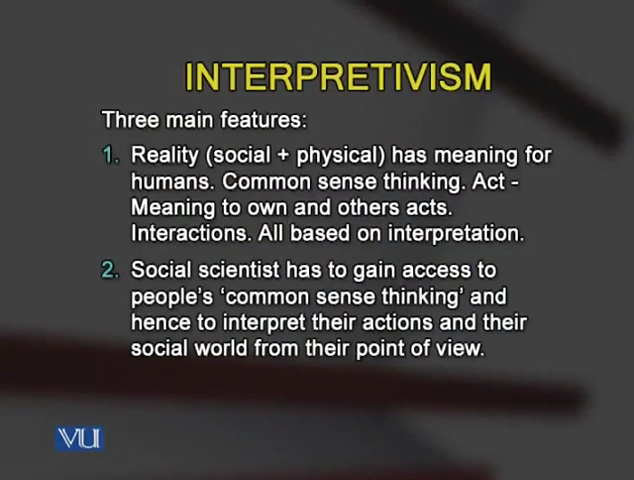 INTERPRETIVISM
Three main features:
1. Reality (social + physical) has meaning for
humans. Common sense thinking. Act -
Meaning to own and others acts.
Interactions. All based on interpretation.
2. Social scientist has to gain access to
people's 'common sense thinking' and
hence to interpret their actions and their
social world from their point of view.
VU